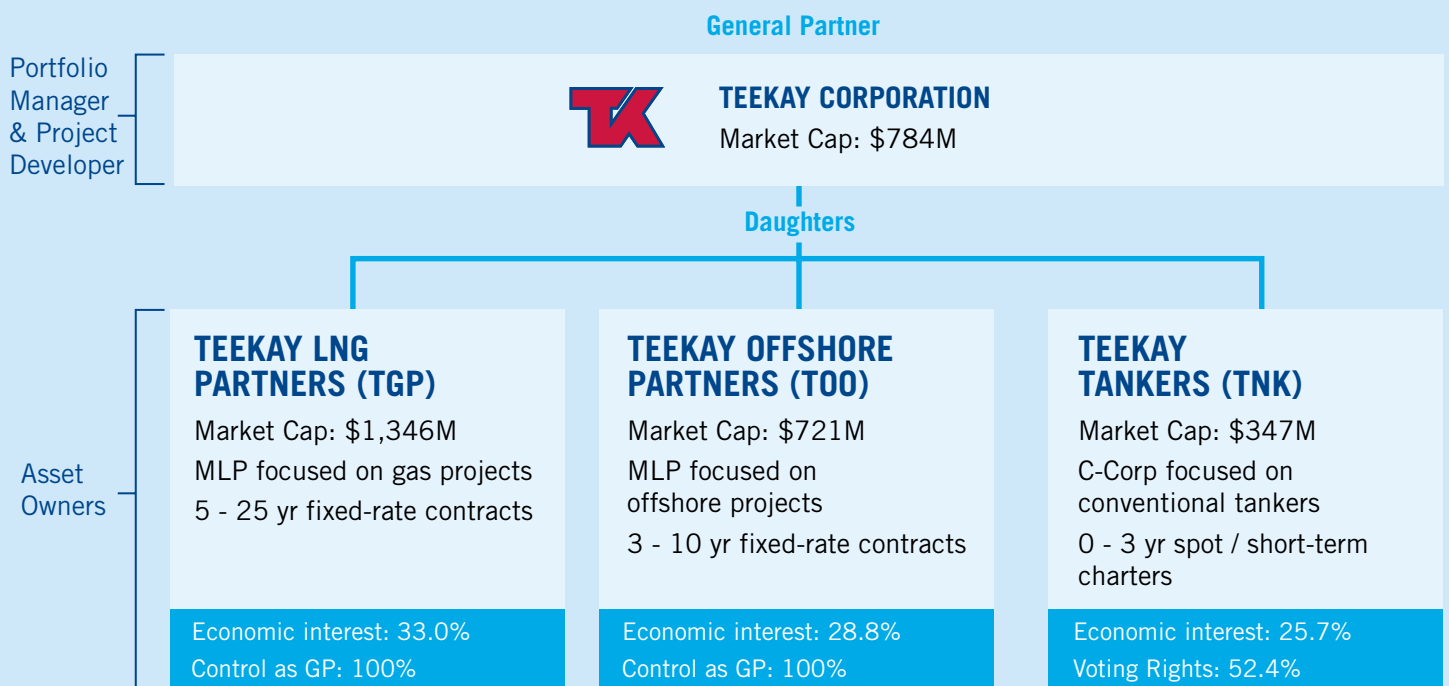 General Partner
Portfolio
Manager
& Project
Developer
TK
TEEKAY CORPORATION
Market Cap: $784M
Daughters
Asset
Owners
TEEKAY LNG
PARTNERS (TGP)
Market Cap: $1,346M
MLP focused on gas projects
5 - 25 yr fixed-rate contracts
Economic interest: 33.0%
Control as GP: 100%
TEEKAY OFFSHORE
PARTNERS (TOO)
Market Cap: $721M
MLP focused on
offshore projects
3 - 10 yr fixed-rate contracts
Economic interest: 28.8%
Control as GP: 100%
TEEKAY
TANKERS (TNK)
Market Cap: $347M
C-Corp focused on
conventional tankers
0 - 3 yr spot / short-term
charters
Economic interest: 25.7%
Voting Rights: 52.4%